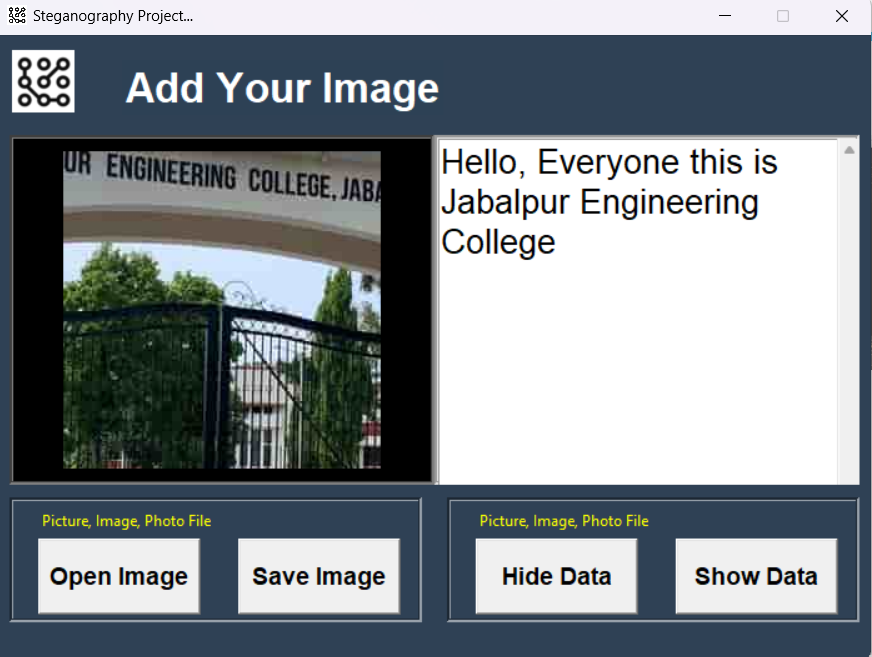 Steganography Project...
Add Your Image
UR ENGINEERING COLLEGE, JABA
Hello, Everyone this is
Jabalpur Engineering
College
Picture, Image, Photo File
Open Image
Save Image
Picture, Image, Photo File
Hide Data
Show Data